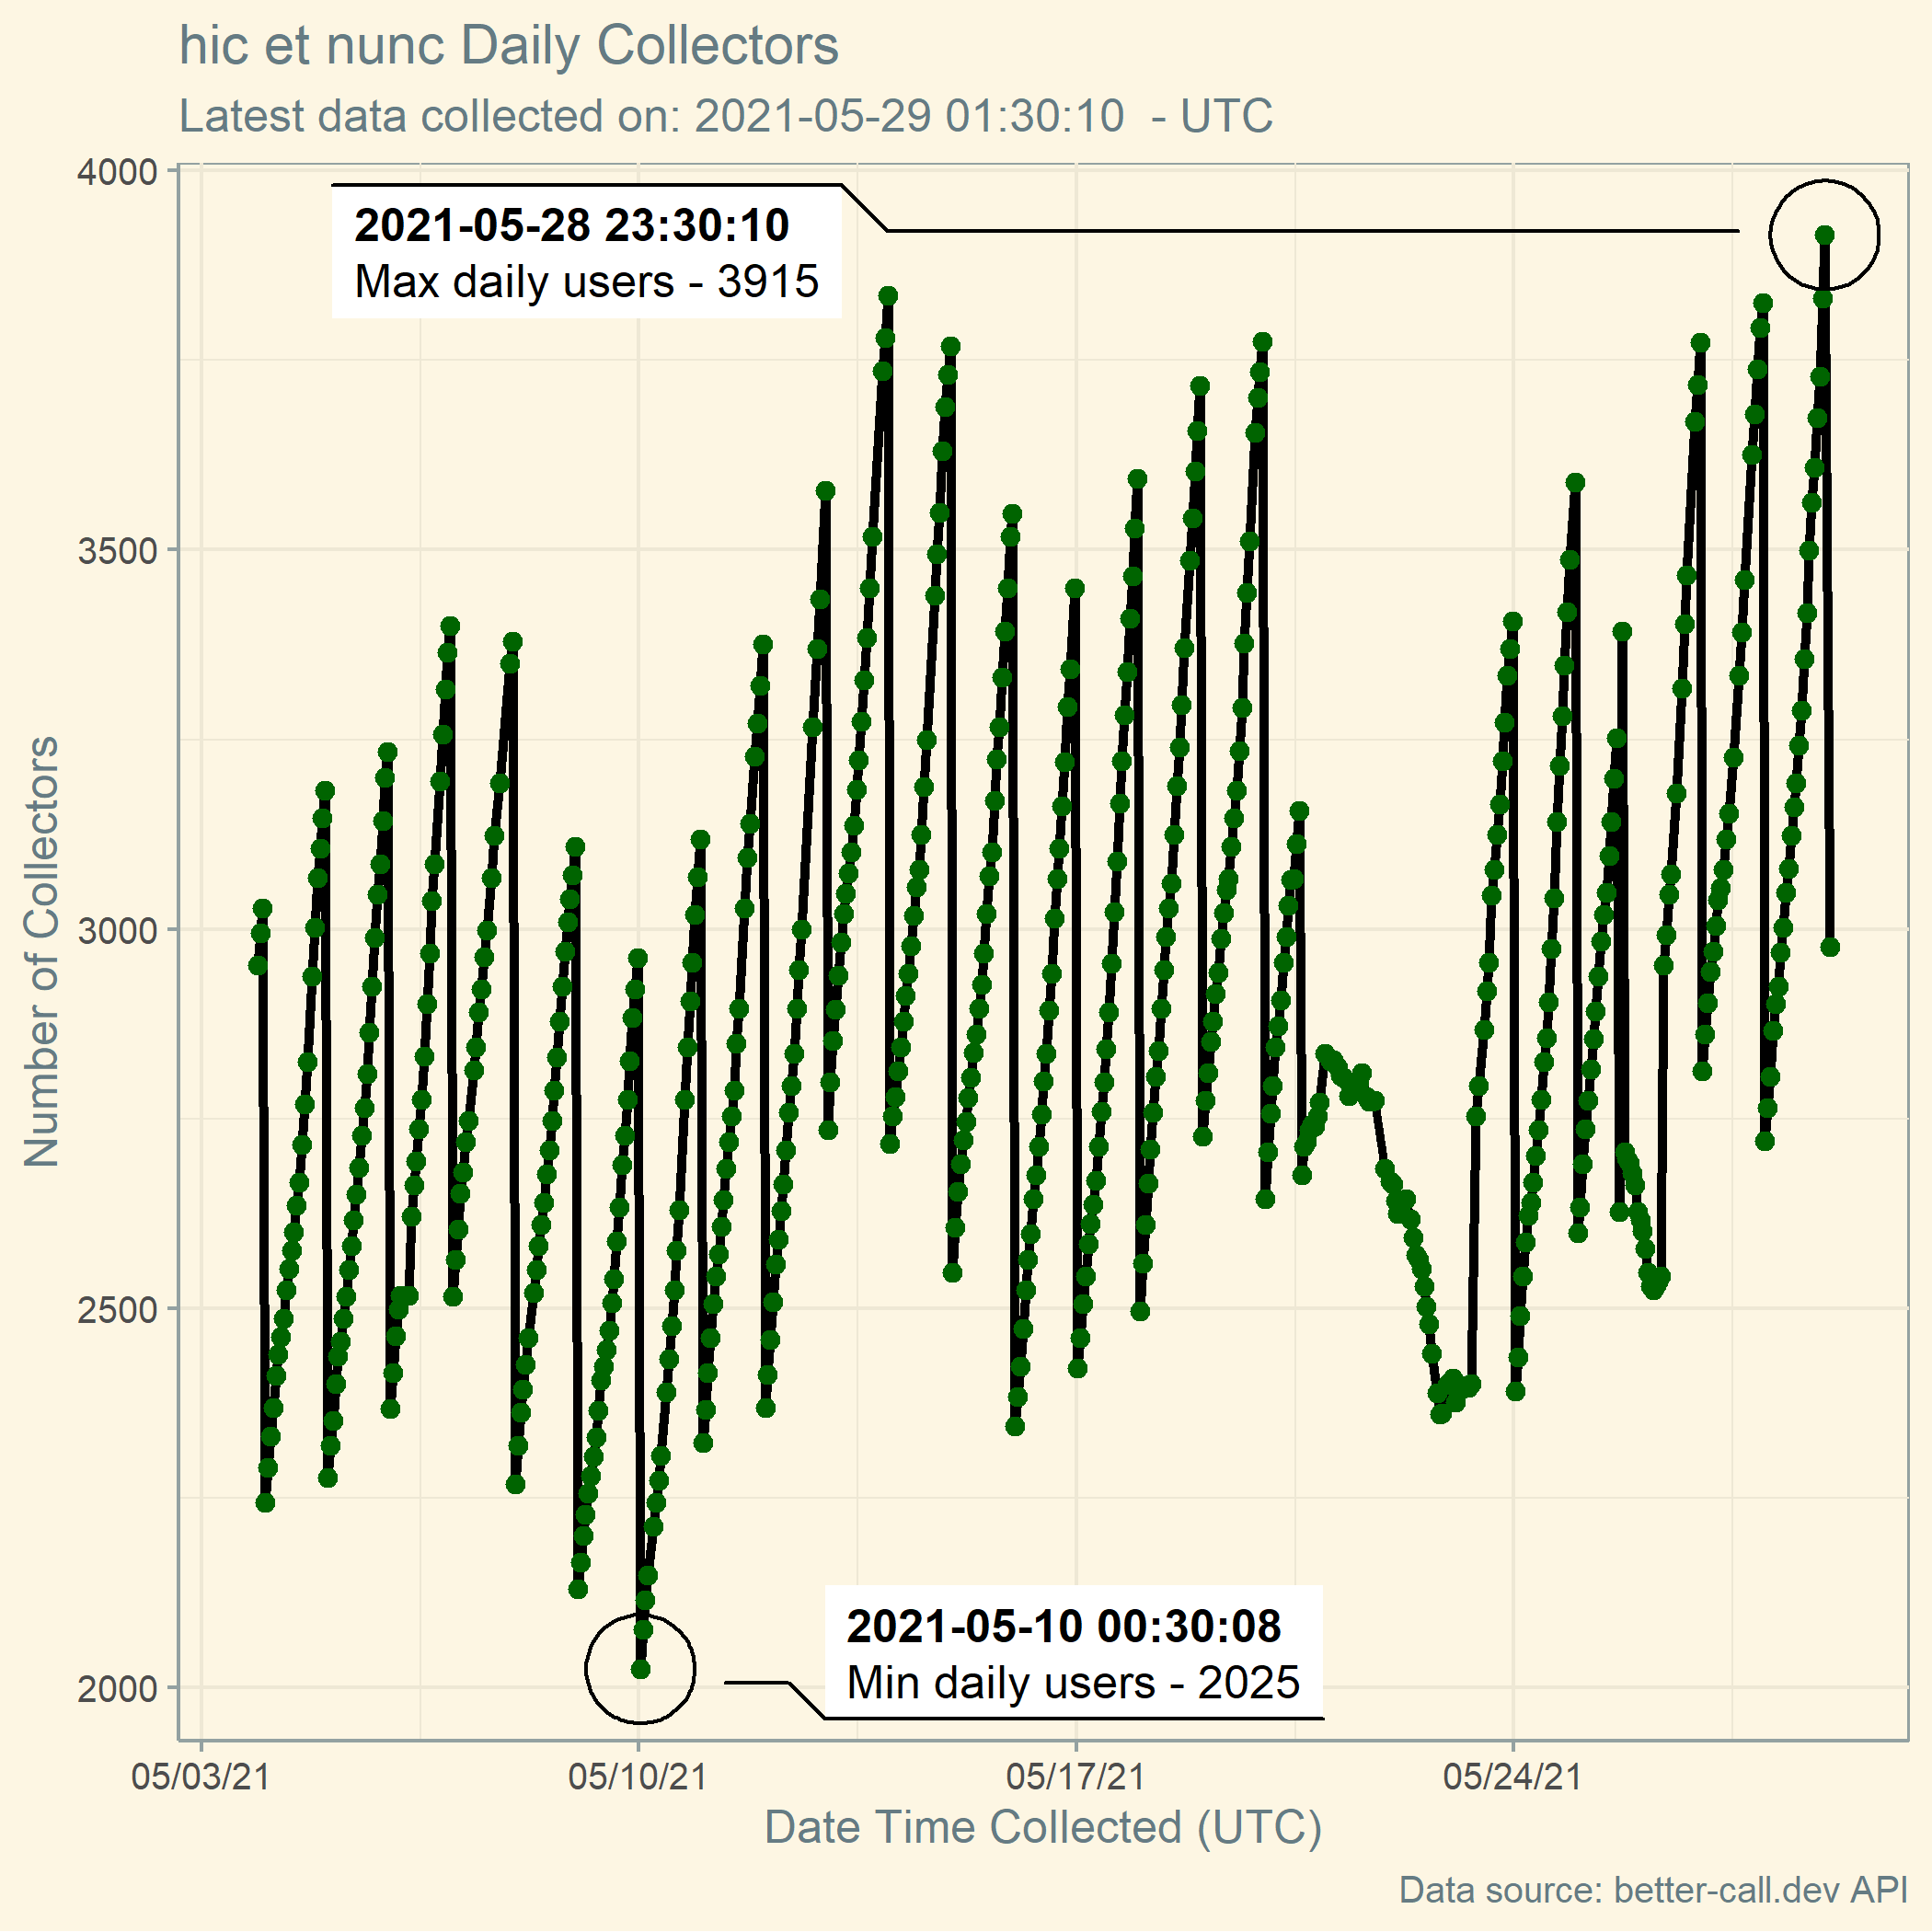 hic et nunc Daily Collectors
Latest data collected on: 2021-05-29 01:30:10  - UTC
4000
3500
3000
2500
2000
Number of Collectors
2021-05-28 23:30:10
Max daily users - 3915
2021-05-10 00:30:08
Min daily users - 2025
05/03/21
05/10/21
05/17/21
05/24/21
Date Time Collected (UTC)
Data source: better-call.dev API